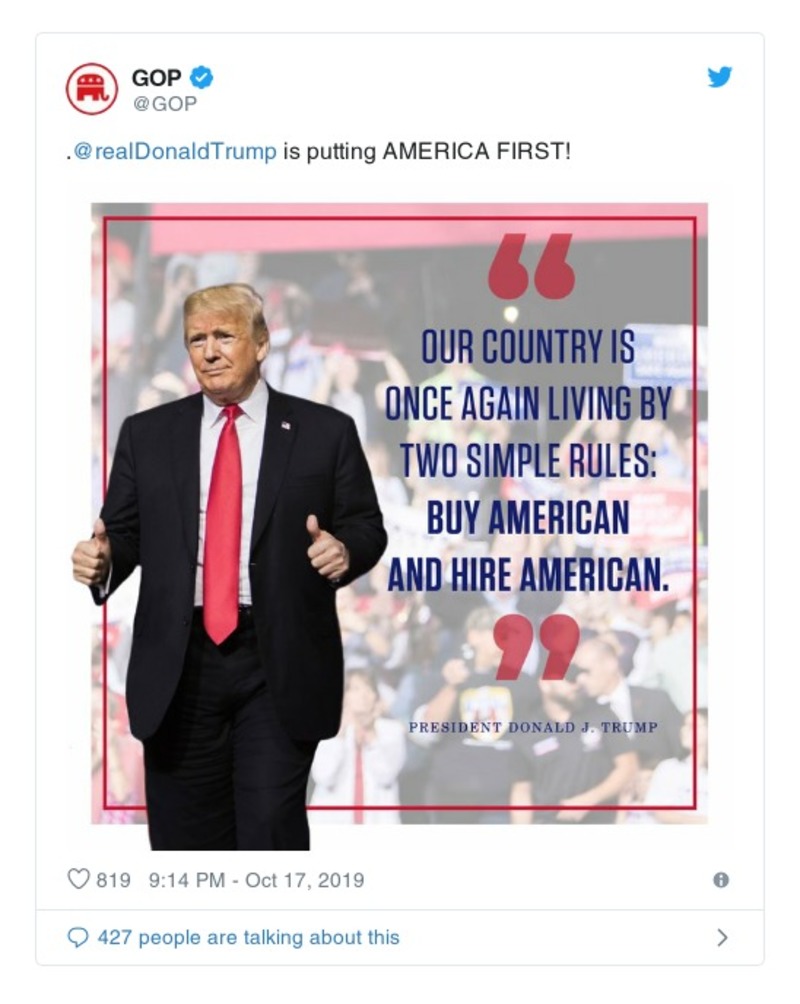 GOP
@GOP
.@realDonaldTrump is putting AMERICA FIRST!
“
OUR COUNTRY IS
ONCE AGAIN LIVING BY
TWO SIMPLE RULES:
BUY AMERICAN
AND HIRE AMERICAN.
”
PRESIDENT DONALD J. TRUMP
819 9:14 PM - Oct 17, 2019
427 people are talking about this